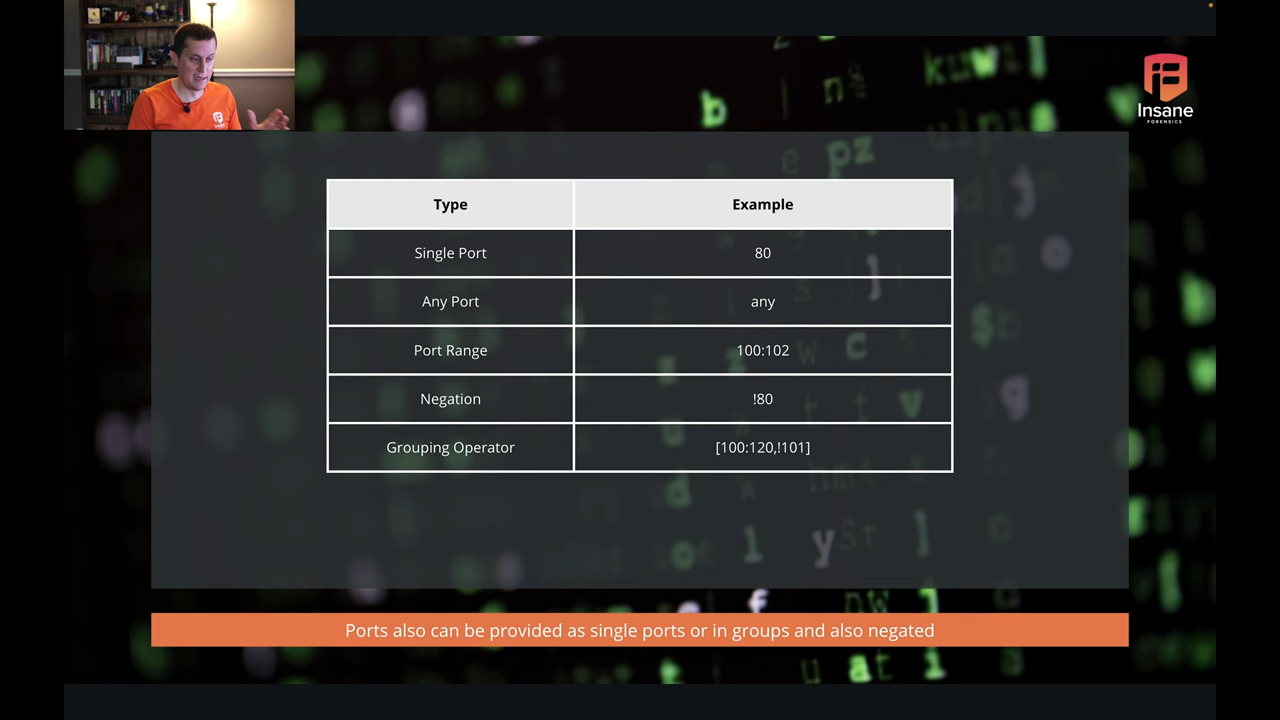 Insane
FORENSICS
Type Example
Single Port 80
Any Port any
Port Range 100:102
Negation !80
Grouping Operator [100:120,!101]
Ports also can be provided as single ports or in groups and also negated